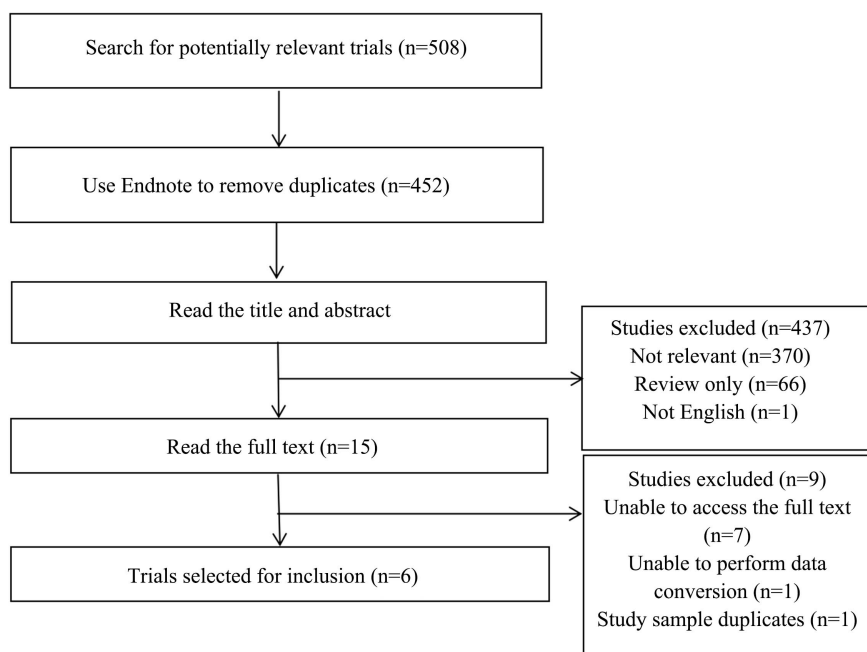 Search for potentially relevant trials (n=508)
Use Endnote to remove duplicates (n=452)
Read the title and abstract
Studies excluded (n=437)
Not relevant (n=370)
Review only (n=66)
Not English (n=1)
Read the full text (n=15)
Studies excluded (n=9)
Unable to access the full text
(n=7)
Unable to perform data
conversion (n=1)
Study sample duplicates (n=1)
Trials selected for inclusion (n=6)